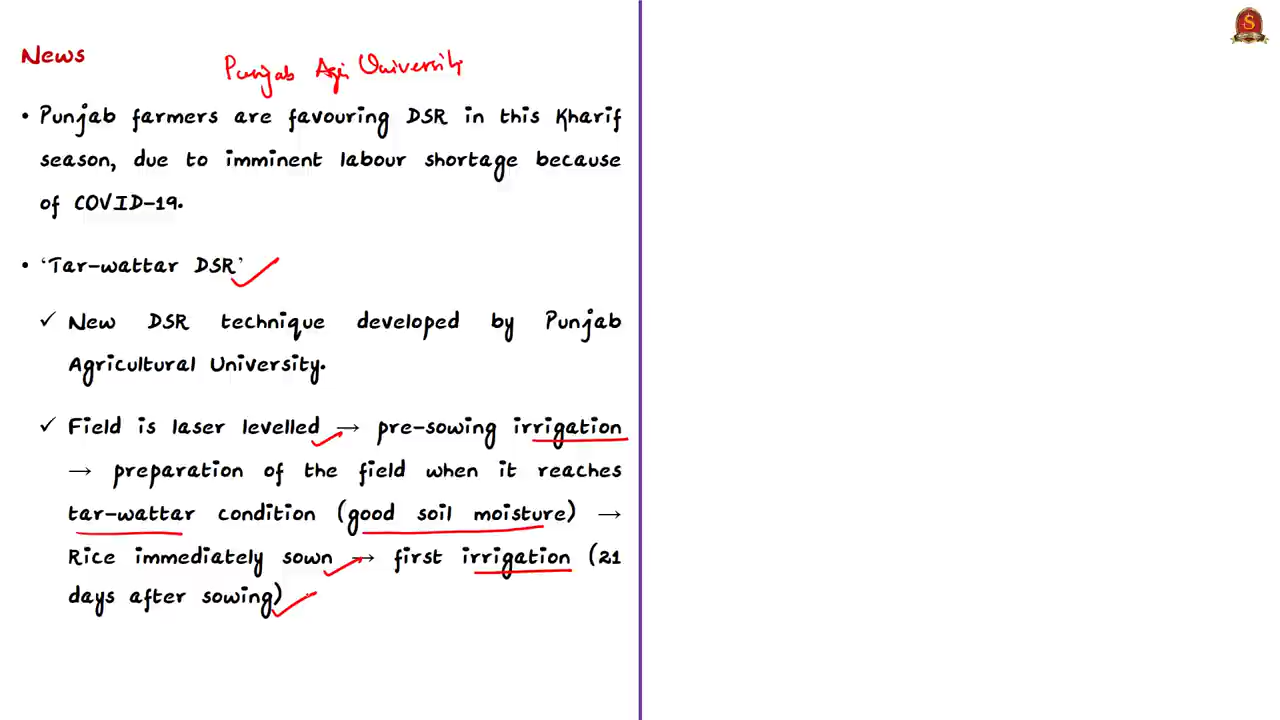 News
Punjab Agri University
• Punjab farmers are favouring DSR in this Kharif
season, due to imminent labour shortage because
of COVID-19.
• 'Tar-wattar DSR'
✓ New DSR technique developed by Punjab
Agricultural University.
✓ Field is laser levelled → pre-sowing irrigation
→ preparation of the field when it reaches
tar-wattar condition (good soil moisture) →
Rice immediately sown → first irrigation (21
days after sowing)
S